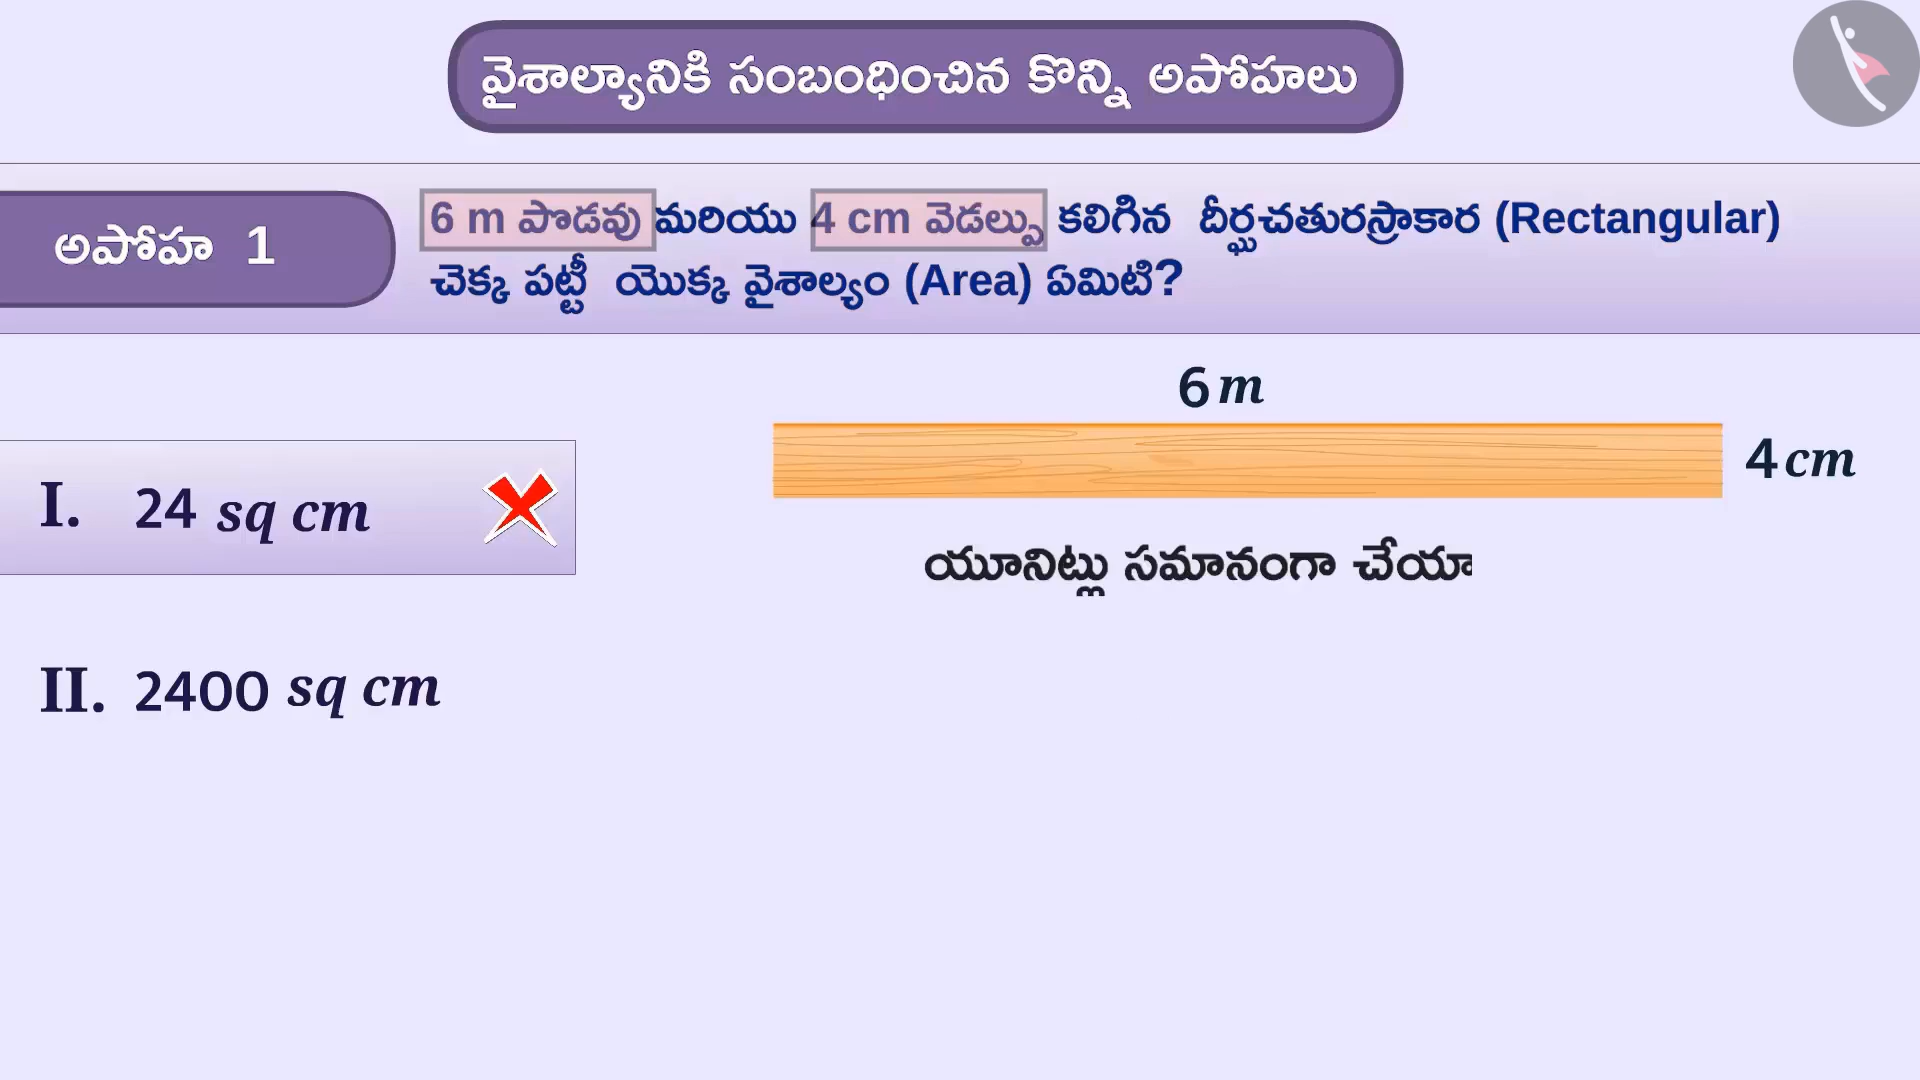 వైశాల్యానికి సంబంధించిన కొన్ని అపోహలు
అపోహ 1
6 m పొడవు మరియు 4 cm వెడల్పు కలిగిన దీర్ఘచతురస్రాకార (Rectangular)
చెక్క పట్టీ యొక్క వైశాల్యం (Area) ఏమిటి?
6 m
4 cm
I. 24 sq cm
యూనిట్లు సమానంగా చేయా
II. 2400 sq cm